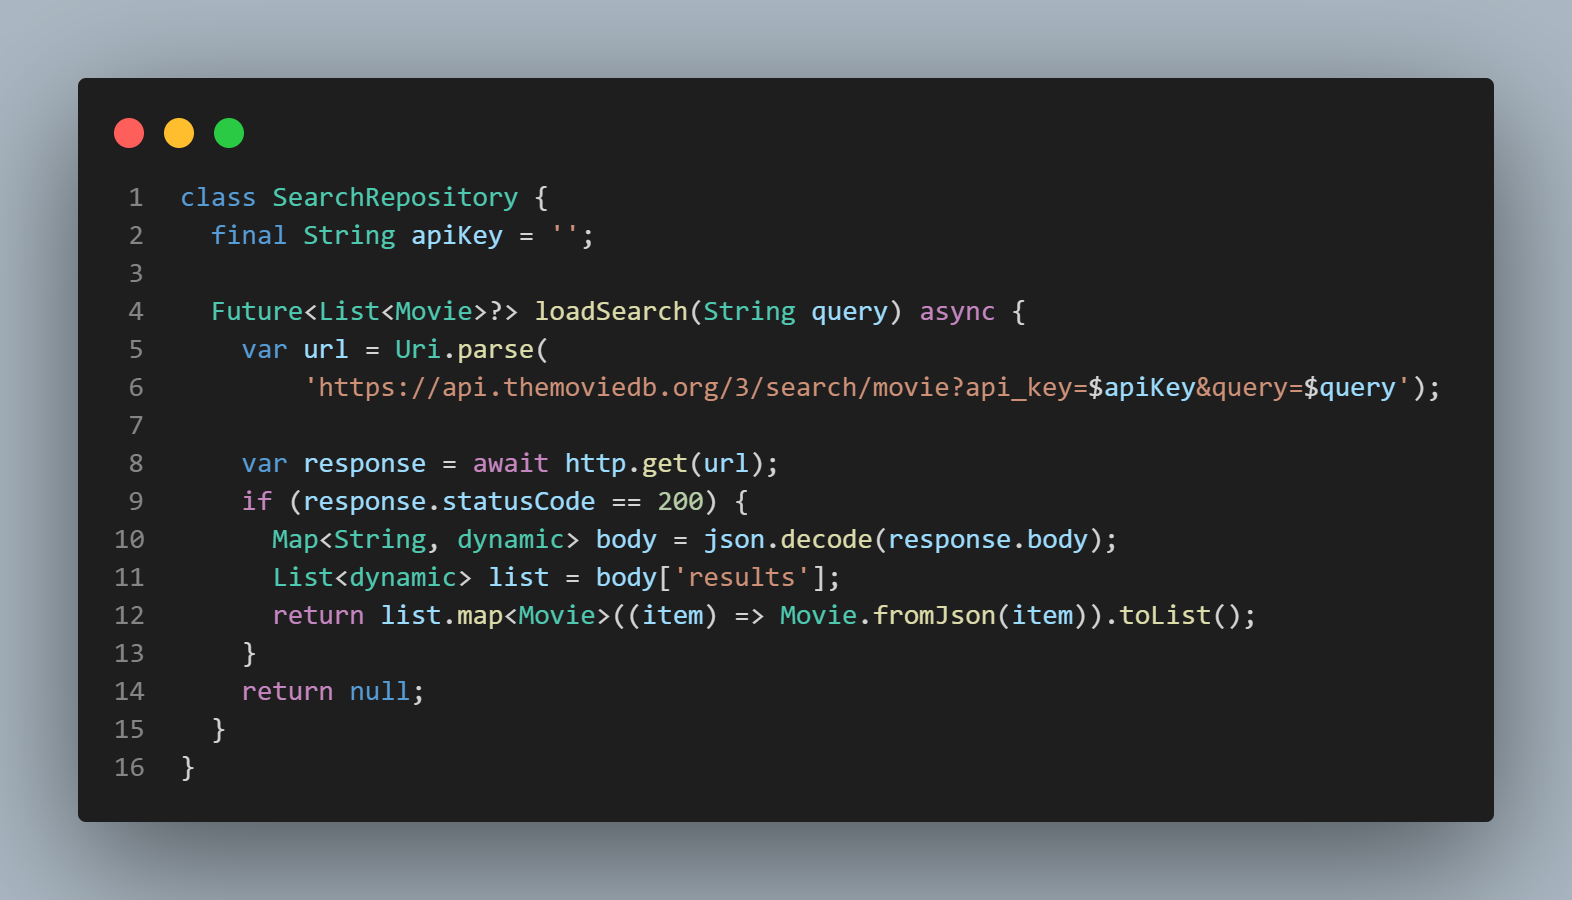 1 class SearchRepository {
2   final String apiKey = '';
3
4   Future<List<Movie>?> loadSearch(String query) async {
5     var url = Uri.parse(
6         'https://api.themoviedb.org/3/search/movie?api_key=$apiKey&query=$query');
7
8     var response = await http.get(url);
9     if (response.statusCode == 200) {
10       Map<String, dynamic> body = json.decode(response.body);
11       List<dynamic> list = body['results'];
12       return list.map<Movie>((item) => Movie.fromJson(item)).toList();
13     }
14     return null;
15   }
16 }